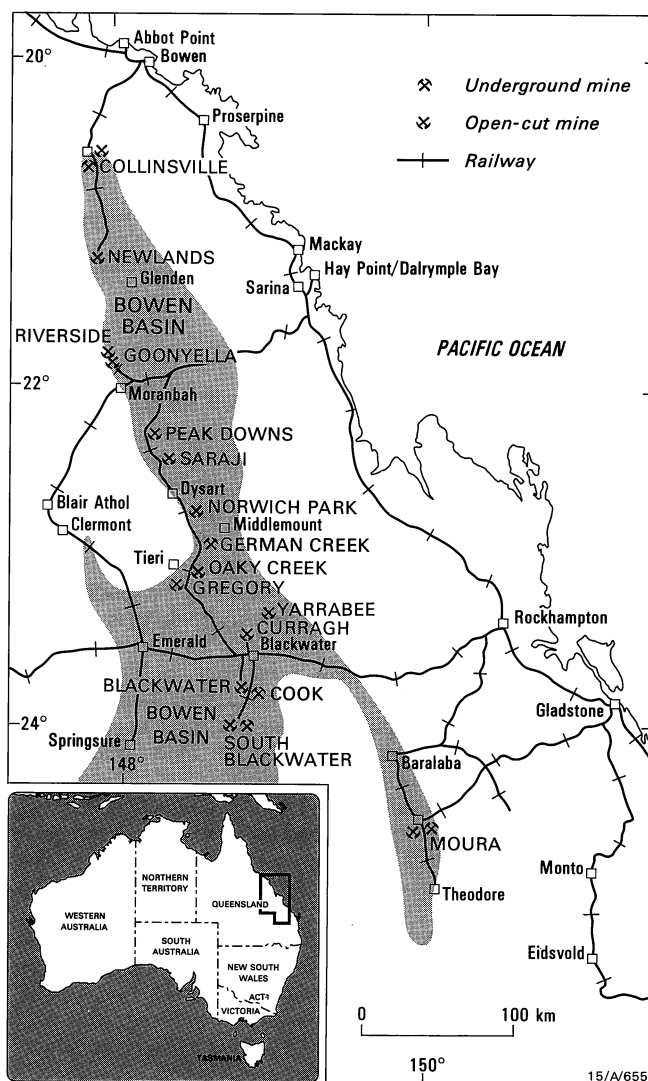 20°
Abbot Point
Bowen
Underground mine
Open-cut mine
Railway
Proserpine
COLLINSVILLE
NEWLANDS
Glenden
Mackay
Hay Point/Dalrymple Bay
Sarina
BOWEN
BASIN
RIVERSIDE
GOONYELLA
PACIFIC OCEAN
22°
Moranbah
PEAK DOWNS
SARAJI
Dysart
Blair Athol
Clermont
NORWICH PARK
Middlemount
GERMAN CREEK
Tieri
OAKY CREEK
GREGORY
YARRABEE
CURRAGH
Blackwater
Emerald
Rockhampton
BLACKWATER
COOK
BOWEN
BASIN
24°
Springsure
148°
SOUTH
BLACKWATER
Gladstone
Baralaba
MOURA
Theodore
Monto
Eidsvold
NORTHERN
TERRITORY
QUEENSLAND
WESTERN
AUSTRALIA
SOUTH
AUSTRALIA
NEW SOUTH
WALES
ACT
VICTORIA
TASMANIA
0
100 km
150°
15/A/655